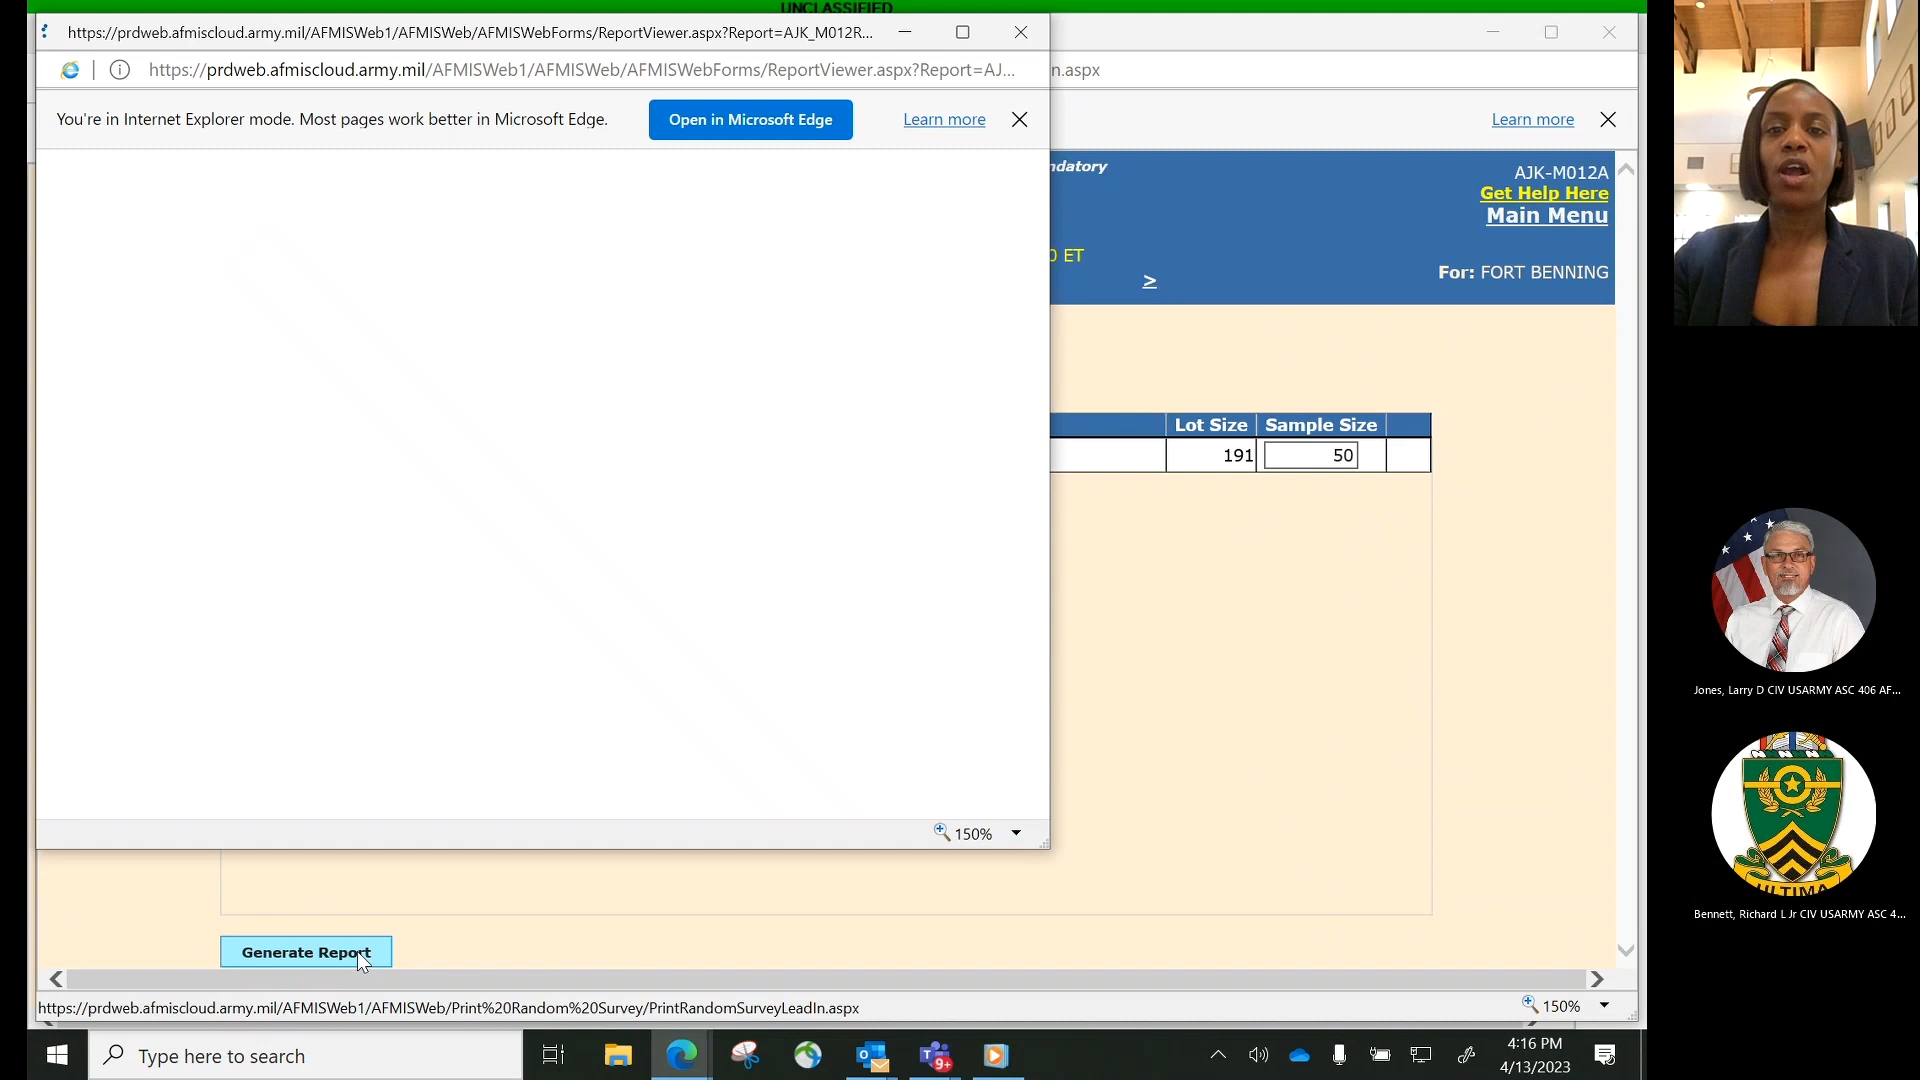 UNCLASSIFIED
https://prdweb.afmiscloud.army.mil/AFMISWeb1/AFMISWeb/AFMISWebForms/ReportViewer.aspx?Report=AJK_M012R...
https://prdweb.afmiscloud.army.mil/AFMISWeb1/AFMISWeb/AFMISWebForms/ReportViewer.aspx?Report=AJ...
n.aspx
You're in Internet Explorer mode. Most pages work better in Microsoft Edge.
Open in Microsoft Edge
Learn more
Learn more
ndatory
AJK-M012A
Get Help Here
Main Menu
0 ET
>
For: FORT BENNING
Lot Size
Sample Size
191
50
150%
Generate Report
https://prdweb.afmiscloud.army.mil/AFMISWeb1/AFMISWeb/Print%20Random%20Survey/PrintRandomSurveyLeadIn.aspx
150%
Type here to search
9+
4:16 PM
4/13/2023
Jones, Larry D CIV USARMY ASC 406 AF...
ULTIMA
Bennett, Richard L Jr CIV USARMY ASC 4...